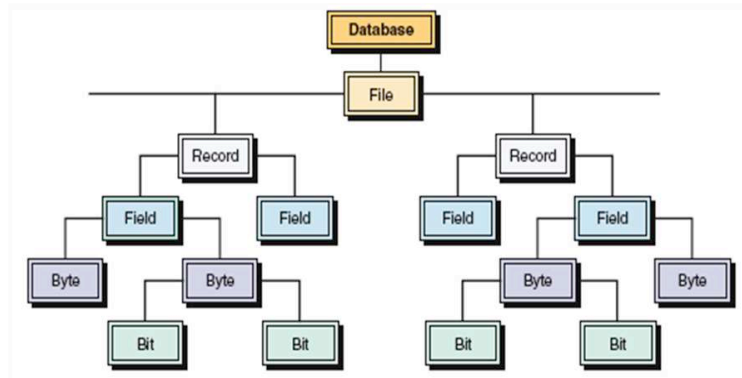 Database
File
Record Record
Field Field Field Field
Byte Byte Byte Byte
Bit Bit Bit Bit